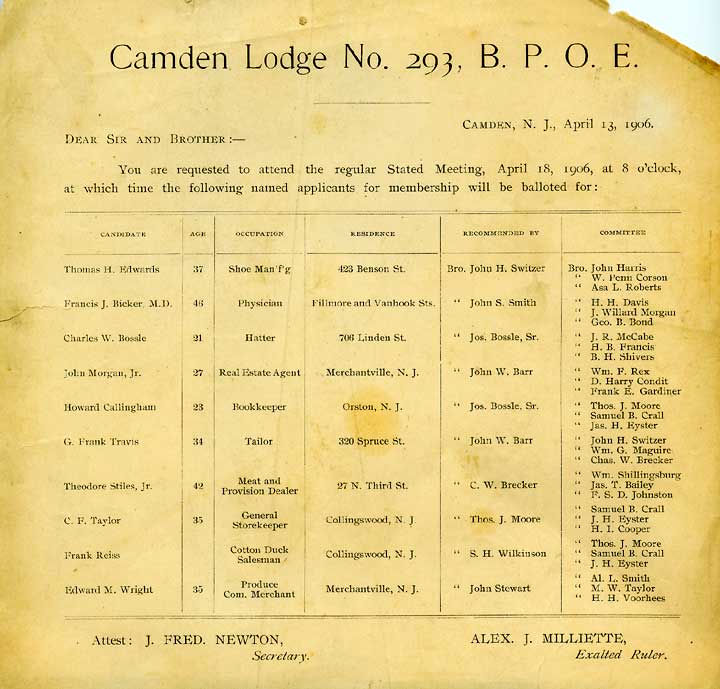 Camden Lodge No. 293, B. P. O. E.
Camden, N. J., April 13, 1906.
Dear Sir and Brother:—
You are requested to attend the regular Stated Meeting, April 18, 1906, at 8 o'clock,
at which time the following named applicants for membership will be balloted for:
CANDIDATE AGE OCCUPATION RESIDENCE RECOMMENDED BY COMMITTEE
Thomas H. Edwards 37 Shoe Man'f'g 423 Benson St. Bro. John H. Switzer Bro. John Harris
" W. Penn Corson
" Asa L. Roberts
Francis J. Bicker, M.D. 46 Physician Fillmore and Vanhook Sts. " John S. Smith " H. H. Davis
" J. Willard Morgan
" Geo. B. Bond
Charles W. Bossle 21 Hatter 706 Linden St. " Jos. Bossle, Sr. " J. R. McCabe
" H. B. Francis
" B. H. Shivers
John Morgan, Jr. 27 Real Estate Agent Merchantville, N. J. " John W. Barr " Wm. F. Rex
" D. Harry Condit
" Frank E. Gardiner
Howard Callingham 23 Bookkeeper Orston, N. J. " Jos. Bossle, Sr. " Thos. J. Moore
" Samuel B. Crall
" Jas. H. Eyster
G. Frank Travis 34 Tailor 320 Spruce St. " John W. Barr " John H. Switzer
" Wm. G. Maguire
" Chas. W. Brecker
Theodore Stiles, Jr. 42 Meat and Provision Dealer 27 N. Third St. " C. W. Brecker " Wm. Shillingsburg
" Jas. T. Bailey
" F. S. D. Johnston
C. F. Taylor 35 General Storekeeper Collingswood, N. J. " Thos. J. Moore " Samuel B. Crall
" J. H. Eyster
" H. I. Cooper
Frank Reiss Cotton Duck Salesman Collingswood, N. J. " S. H. Wilkinson " Thos. J. Moore
" Samuel B. Crall
" J. H. Eyster
Edward M. Wright 35 Produce Com. Merchant Merchantville, N. J. " John Stewart " Al. L. Smith
" M. W. Taylor
" H. H. Voorhees
Attest: J. FRED. NEWTON, ALEX. J. MILLIETTE,
Secretary. Exalted Ruler.